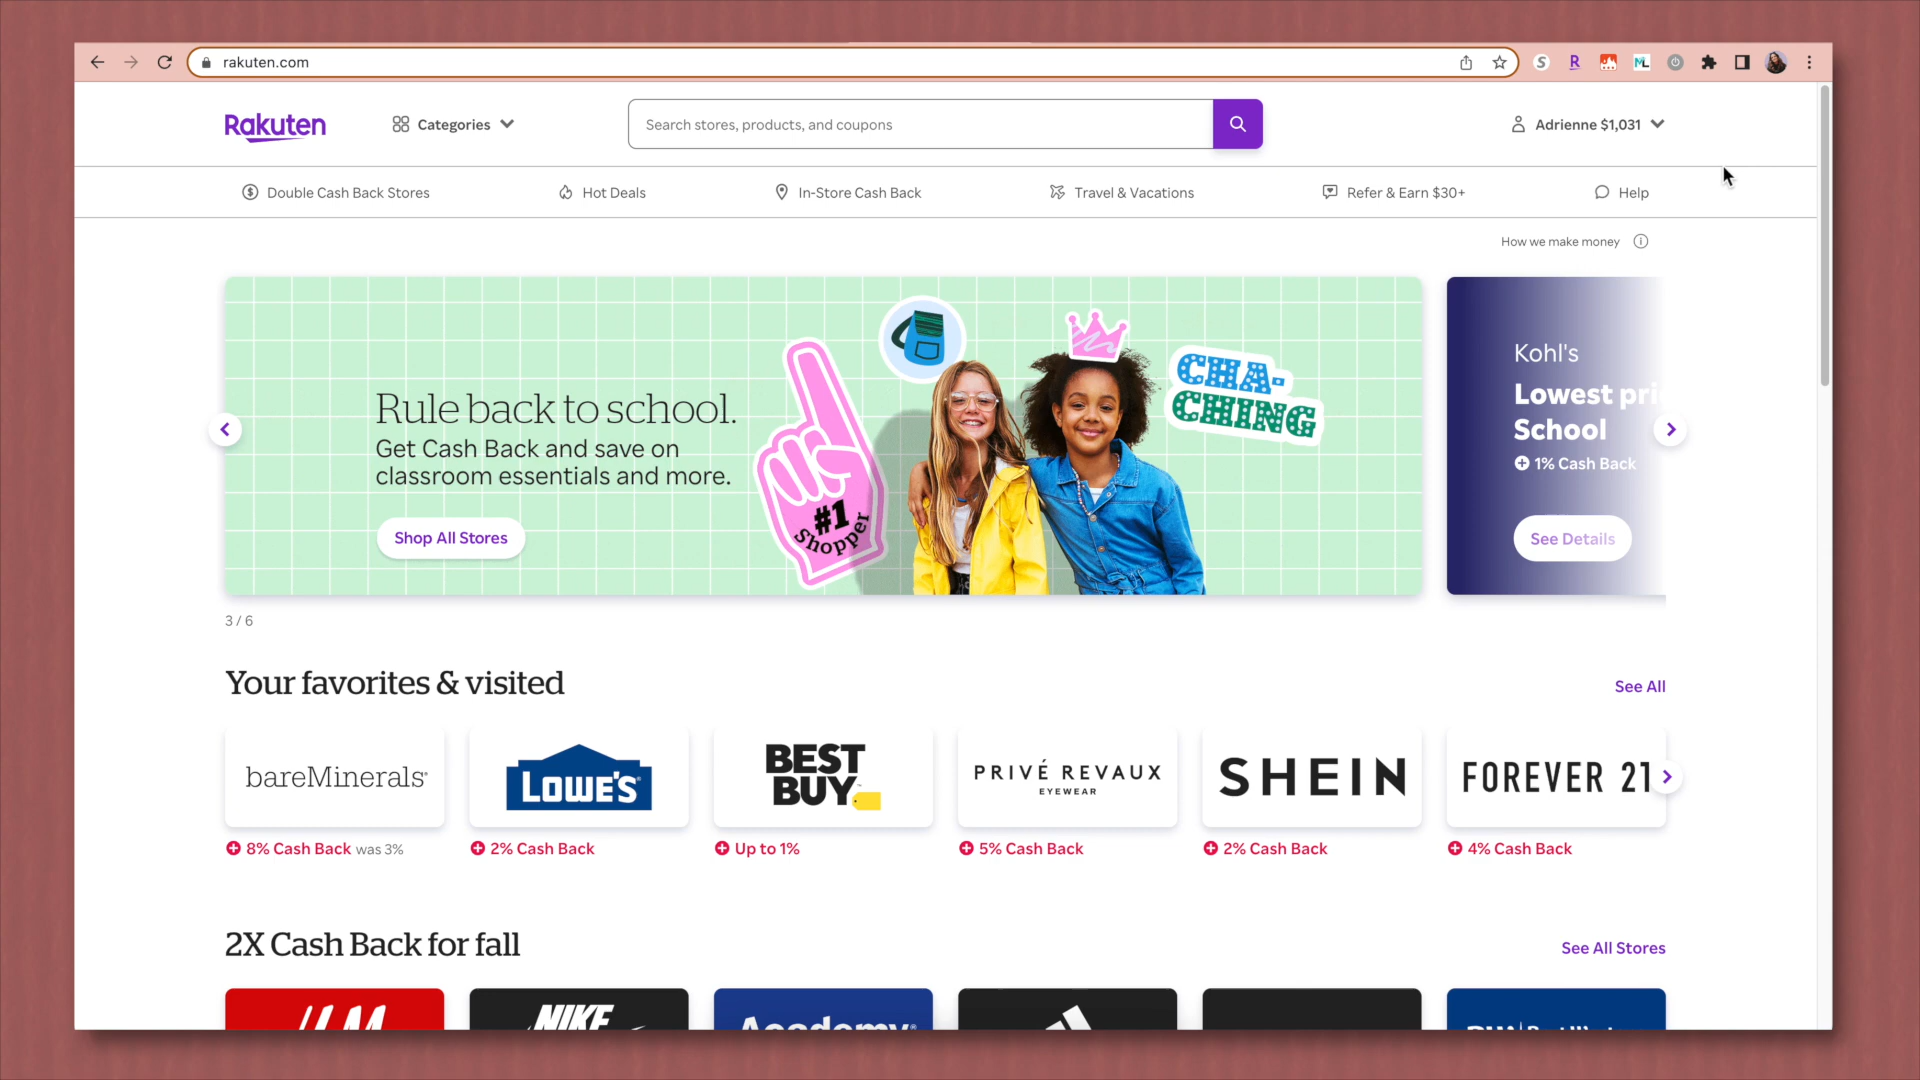 rakuten.com
S
R
ML
Rakuten
Categories
Search stores, products, and coupons
Adrienne $1,031
Double Cash Back Stores
Hot Deals
In-Store Cash Back
Travel & Vacations
Refer & Earn $30+
Help
How we make money
Rule back to school.
Get Cash Back and save on
classroom essentials and more.
Shop All Stores
#1
Shopper
CHA-
CHING
Kohl's
Lowest pri
School
1% Cash Back
See Details
3 / 6
Your favorites & visited
See All
bareMinerals
LOWE'S
BEST
BUY
PRIVÉ REVAUX
EYEWEAR
SHEIN
FOREVER 21
8% Cash Back was 3%
2% Cash Back
Up to 1%
5% Cash Back
2% Cash Back
4% Cash Back
2X Cash Back for fall
See All Stores
NIKE
Academy